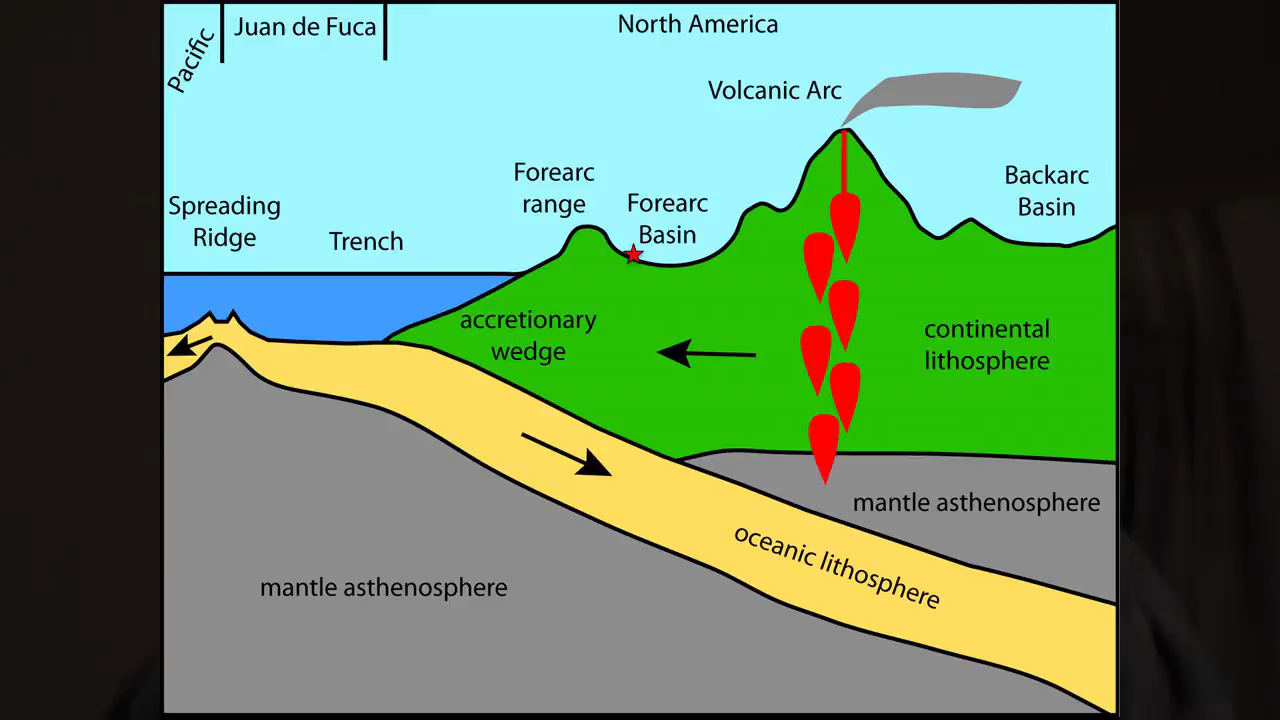 Pacific
Juan de Fuca
North America
Volcanic Arc
Forearc
range
Forearc
Basin
Backarc
Basin
Spreading
Ridge
Trench
accretionary
wedge
continental
lithosphere
mantle asthenosphere
oceanic lithosphere
mantle asthenosphere